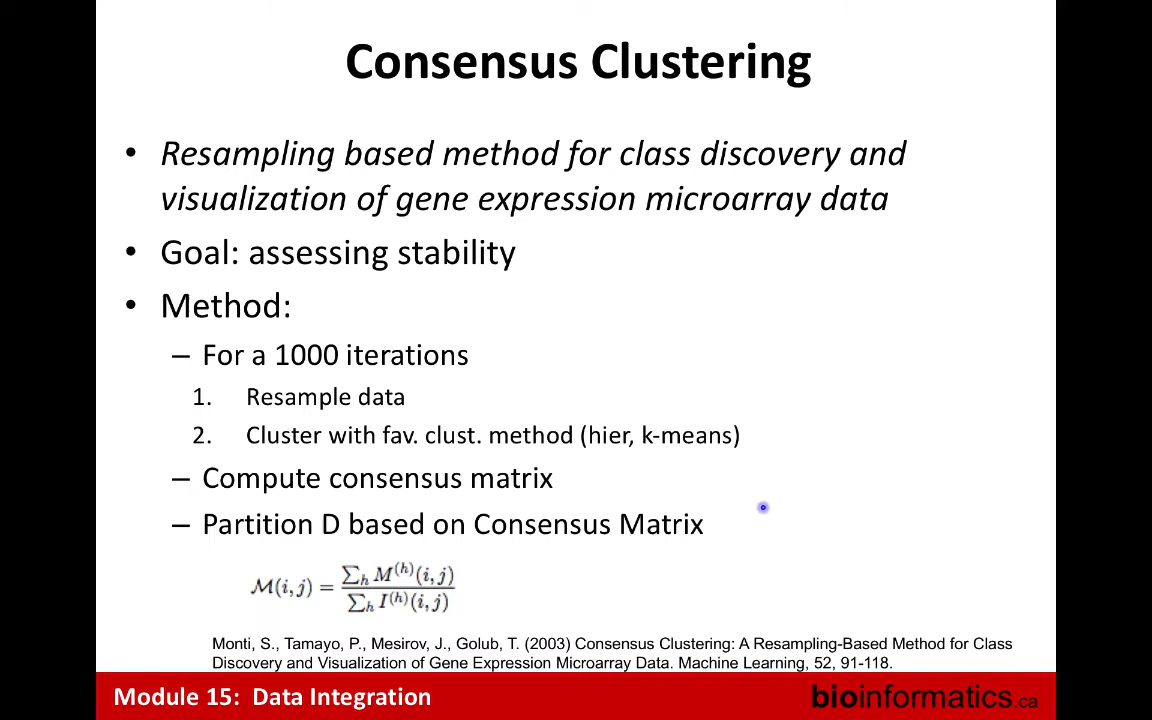 Consensus Clustering
• Resampling based method for class discovery and
visualization of gene expression microarray data
• Goal: assessing stability
• Method:
– For a 1000 iterations
1. Resample data
2. Cluster with fav. clust. method (hier, k-means)
– Compute consensus matrix
– Partition D based on Consensus Matrix
ℳ(i,j) = ∑ₕ M⁽ʰ⁾(i,j) / ∑ₕ I⁽ʰ⁾(i,j)
Monti, S., Tamayo, P., Mesirov, J., Golub, T. (2003) Consensus Clustering: A Resampling-Based Method for Class
Discovery and Visualization of Gene Expression Microarray Data. Machine Learning, 52, 91-118.
Module 15: Data Integration
bioinformatics.ca